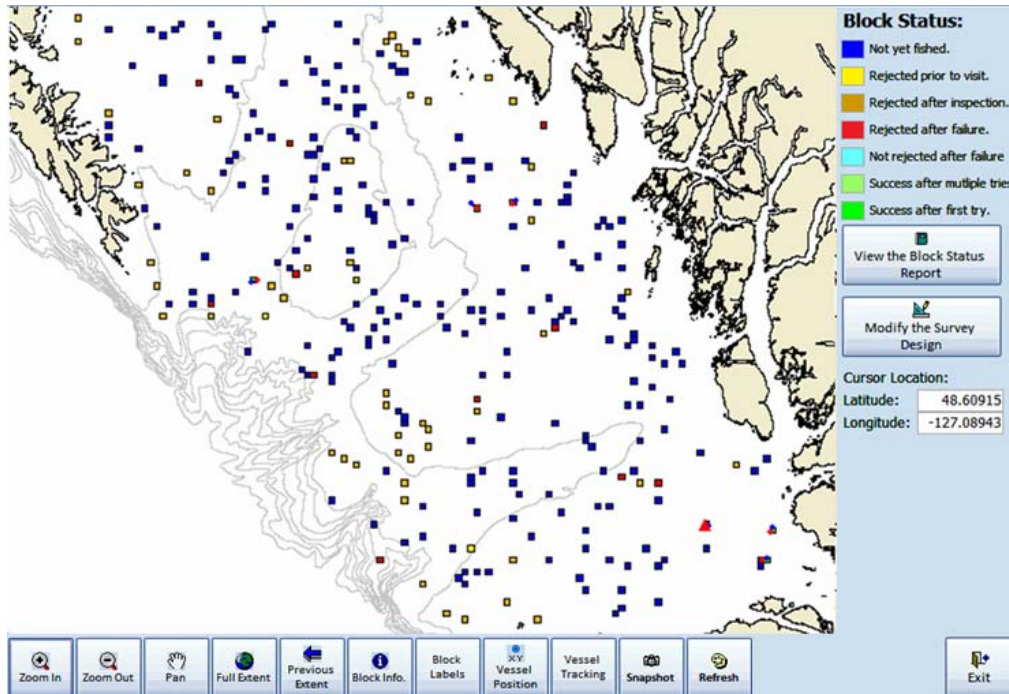 Block Status:
Not yet fished.
Rejected prior to visit.
Rejected after inspection.
Rejected after failure.
Not rejected after failure
Success after mutliple tries
Success after first try.
View the Block Status
Report
Modify the Survey
Design
Cursor Location:
Latitude: 48.60915
Longitude: -127.08943
Zoom In
Zoom Out
Pan
Full Extent
Previous
Extent
Block Info.
Block
Labels
XY
Vessel
Position
Vessel
Tracking
Snapshot
Refresh
Exit